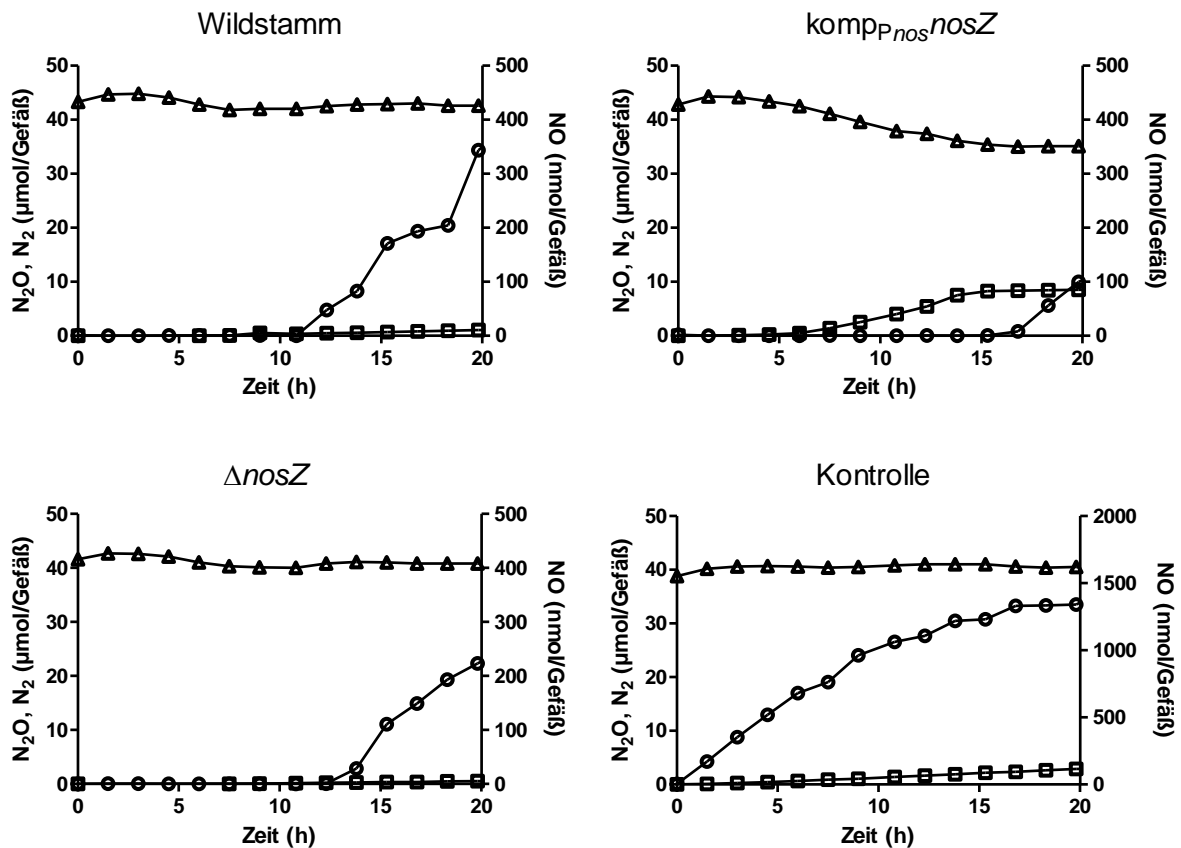 Wildstamm
50
40
30
20
10
0
500
400
300
200
100
0
0 5 10 15 20
N₂O, N₂ (µmol/Gefäß)
NO (nmol/Gefäß)
Zeit (h)
kompPnosnosZ
50
40
30
20
10
0
500
400
300
200
100
0
0 5 10 15 20
N₂O, N₂ (µmol/Gefäß)
NO (nmol/Gefäß)
Zeit (h)
ΔnosZ
50
40
30
20
10
0
500
400
300
200
100
0
0 5 10 15 20
N₂O, N₂ (µmol/Gefäß)
NO (nmol/Gefäß)
Zeit (h)
Kontrolle
50
40
30
20
10
0
2000
1500
1000
500
0
0 5 10 15 20
N₂O, N₂ (µmol/Gefäß)
NO (nmol/Gefäß)
Zeit (h)